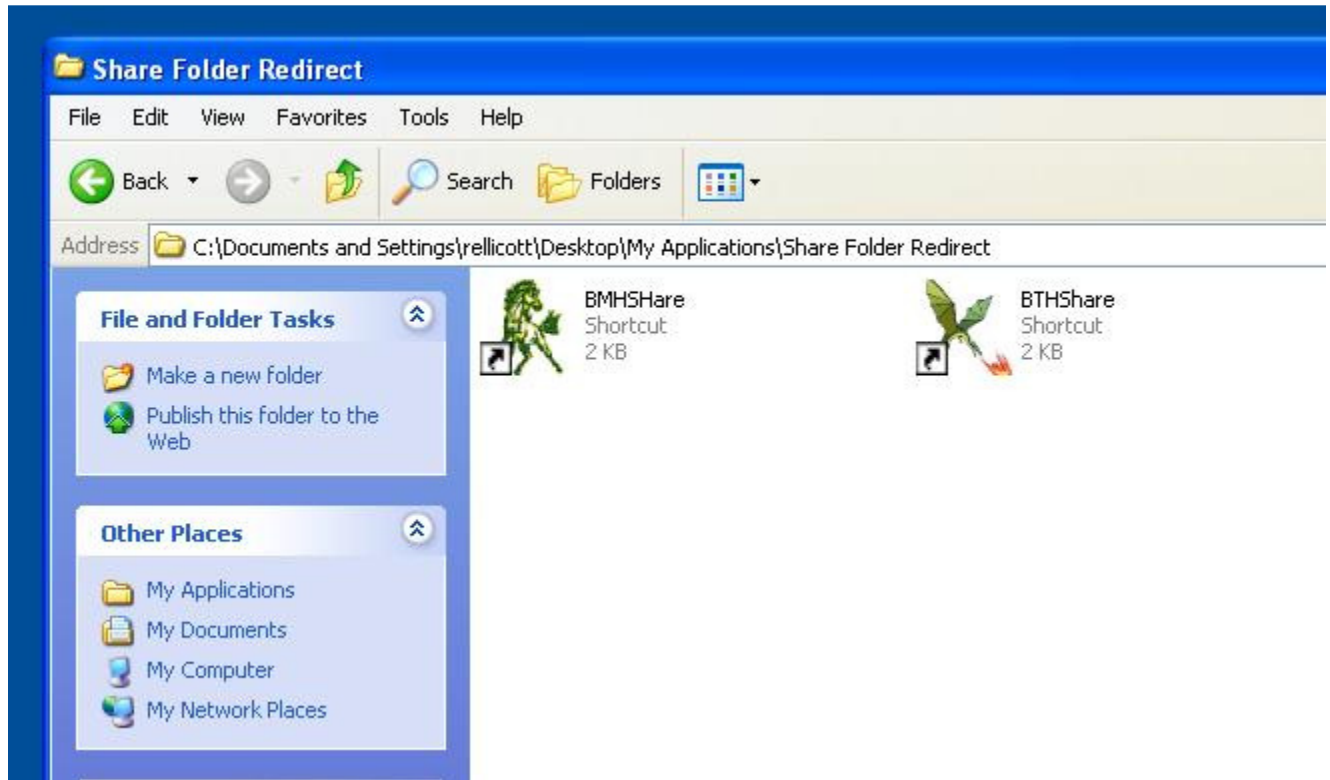 Share Folder Redirect
File Edit View Favorites Tools Help
Back Search Folders
Address C:\Documents and Settings\rellicott\Desktop\My Applications\Share Folder Redirect
File and Folder Tasks
Make a new folder
Publish this folder to the
Web
Other Places
My Applications
My Documents
My Computer
My Network Places
BMHSHare
Shortcut
2 KB
BTHShare
Shortcut
2 KB